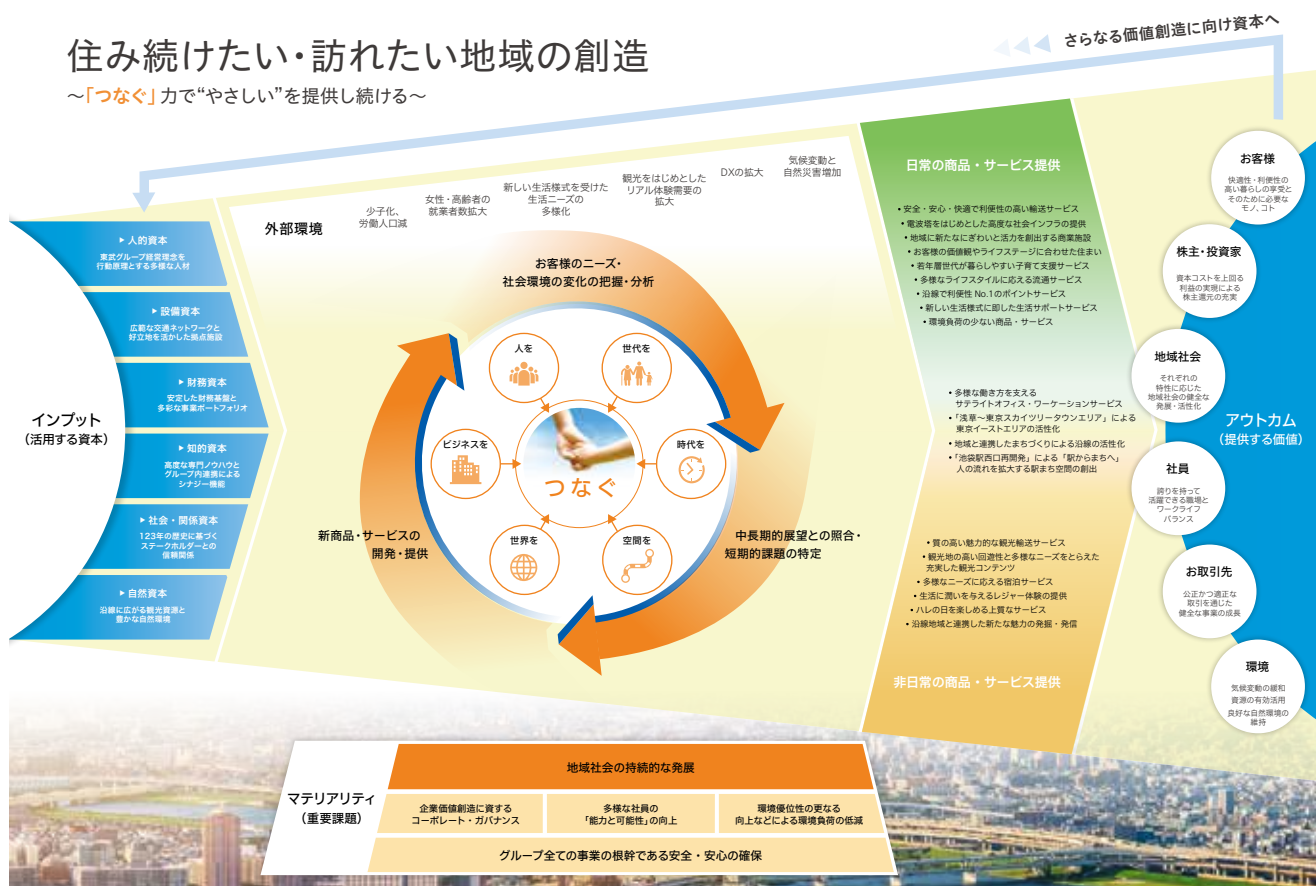 住み続けたい・訪れたい地域の創造
～「つなぐ」力で“やさしい”を提供し続ける～
さらなる価値創造に向け資本へ
インプット
（活用する資本）
▶ 人的資本
東武グループ経営理念を
行動原理とする多様な人材
▶ 設備資本
広範な交通ネットワークと
好立地を活かした拠点施設
▶ 財務資本
安定した財務基盤と
多彩な事業ポートフォリオ
▶ 知的資本
高度な専門ノウハウと
グループ内連携による
シナジー機能
▶ 社会・関係資本
123年の歴史に基づく
ステークホルダーとの
信頼関係
▶ 自然資本
沿線に広がる観光資源と
豊かな自然環境
外部環境
少子化、
労働人口減
女性・高齢者の
就業者数拡大
新しい生活様式を受けた
生活ニーズの
多様化
観光をはじめとした
リアル体験需要の
拡大
DXの拡大
気候変動と
自然災害増加
お客様のニーズ・
社会環境の変化の把握・分析
中長期的展望との照合・
短期的課題の特定
新商品・サービスの
開発・提供
人を
世代を
ビジネスを
時代を
世界を
空間を
つなぐ
日常の商品・サービス提供
• 安全・安心・快適で利便性の高い輸送サービス
• 電波塔をはじめとした高度な社会インフラの提供
• 地域に新たなにぎわいと活力を創出する商業施設
• お客様の価値観やライフステージに合わせた住まい
• 若年層世代が暮らしやすい子育て支援サービス
• 多様なライフスタイルに応える流通サービス
• 沿線で利便性 No.1のポイントサービス
• 新しい生活様式に即した生活サポートサービス
• 環境負荷の少ない商品・サービス
• 多様な働き方を支える
サテライトオフィス・ワーケーションサービス
• 「浅草～東京スカイツリータウンエリア」による
東京イーストエリアの活性化
• 地域と連携したまちづくりによる沿線の活性化
• 「池袋駅西口再開発」による「駅からまちへ」
人の流れを拡大する駅まち空間の創出
• 質の高い魅力的な観光輸送サービス
• 観光地の高い回遊性と多様なニーズをとらえた
充実した観光コンテンツ
• 多様なニーズに応える宿泊サービス
• 生活に潤いを与えるレジャー体験の提供
• ハレの日を楽しめる上質なサービス
• 沿線地域と連携した新たな魅力の発掘・発信
非日常の商品・サービス提供
アウトカム
（提供する価値）
お客様
快適性・利便性の
高い暮らしの享受と
そのために必要な
モノ、コト
株主・投資家
資本コストを上回る
利益の実現による
株主還元の充実
地域社会
それぞれの
特性に応じた
地域社会の健全な
発展・活性化
社員
誇りを持って
活躍できる職場と
ワークライフ
バランス
お取引先
公正かつ適正な
取引を通じた
健全な事業の成長
環境
気候変動の緩和
資源の有効活用
良好な自然環境の
維持
マテリアリティ
（重要課題）
地域社会の持続的な発展
企業価値創造に資する
コーポレート・ガバナンス
多様な社員の
「能力と可能性」の向上
環境優位性の更なる
向上などによる環境負荷の低減
グループ全ての事業の根幹である安全・安心の確保